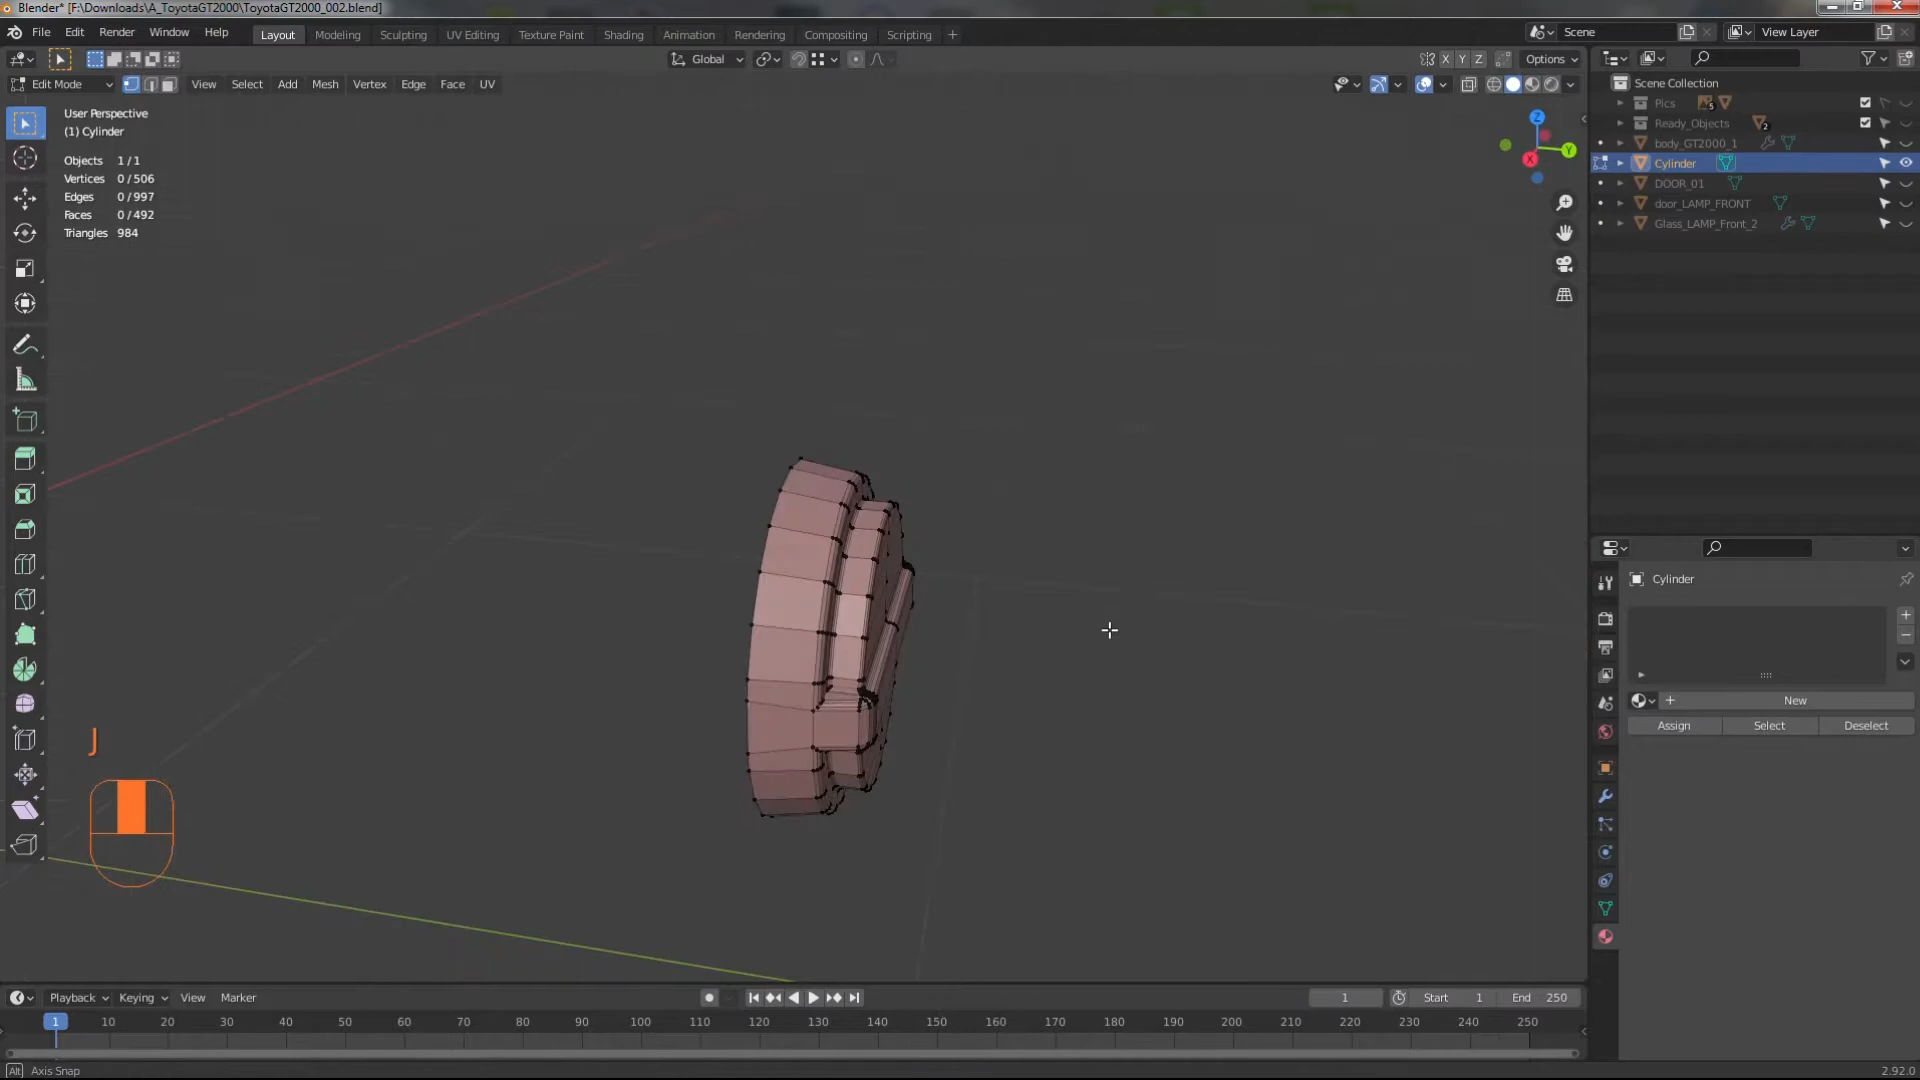 Blender* [F:\Downloads\A_ToyotaGT2000\ToyotaGT2000_002.blend]
File Edit Render Window Help Layout Modeling Sculpting UV Editing Texture Paint Shading Animation Rendering Compositing Scripting + Scene View Layer
Global X Y Z Options
Edit Mode View Select Add Mesh Vertex Edge Face UV
User Perspective
(1) Cylinder
Objects 1/1
Vertices 0/506
Edges 0/997
Faces 0/492
Triangles 984
Z
Y
X
Scene Collection
Pics 5
Ready_Objects 2
body_GT2000_1
Cylinder
DOOR_01
door_LAMP_FRONT
Glass_LAMP_Front_2
Cylinder
New
Assign Select Deselect
J
Playback Keying View Marker 1 Start 1 End 250
1 10 20 30 40 50 60 70 80 90 100 110 120 130 140 150 160 170 180 190 200 210 220 230 240 250
Alt Axis Snap 2.92.0